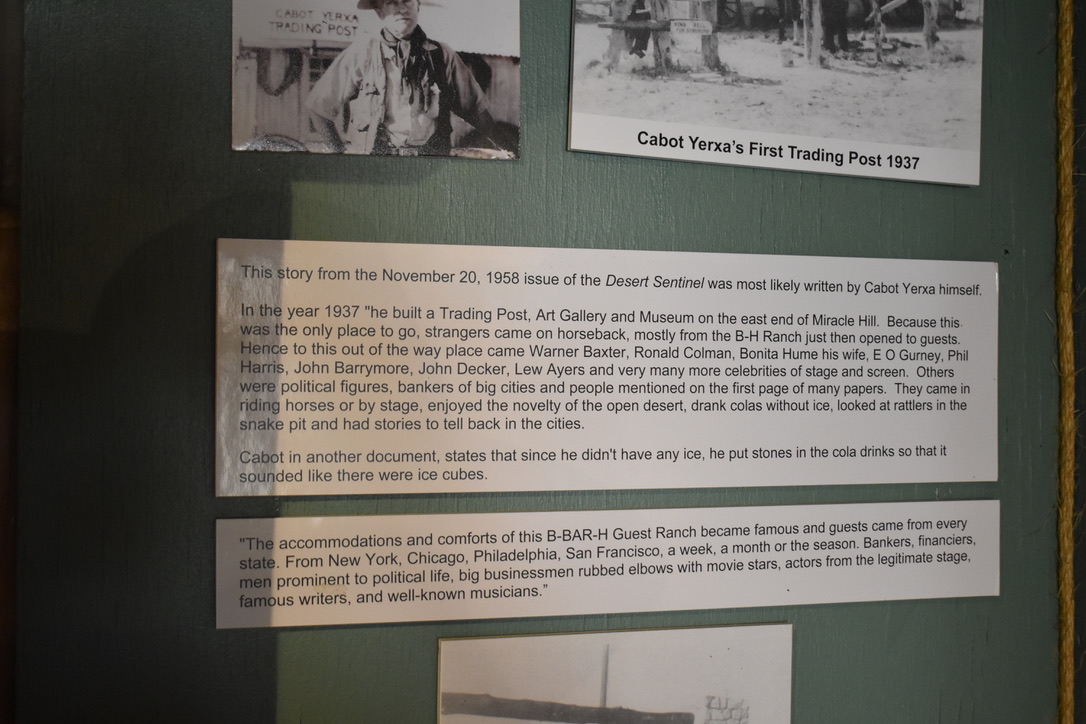 CABOT YERXA
TRADING POST
Cabot Yerxa's First Trading Post 1937
This story from the November 20, 1958 issue of the Desert Sentinel was most likely written by Cabot Yerxa himself.
In the year 1937 "he built a Trading Post, Art Gallery and Museum on the east end of Miracle Hill. Because this
was the only place to go, strangers came on horseback, mostly from the B-H Ranch just then opened to guests.
Hence to this out of the way place came Warner Baxter, Ronald Colman, Bonita Hume his wife, E O Gurney, Phil
Harris, John Barrymore, John Decker, Lew Ayers and very many more celebrities of stage and screen. Others
were political figures, bankers of big cities and people mentioned on the first page of many papers. They came in
riding horses or by stage, enjoyed the novelty of the open desert, drank colas without ice, looked at rattlers in the
snake pit and had stories to tell back in the cities.
Cabot in another document, states that since he didn't have any ice, he put stones in the cola drinks so that it
sounded like there were ice cubes.
"The accommodations and comforts of this B-BAR-H Guest Ranch became famous and guests came from every
state. From New York, Chicago, Philadelphia, San Francisco, a week, a month or the season. Bankers, financiers,
men prominent to political life, big businessmen rubbed elbows with movie stars, actors from the legitimate stage,
famous writers, and well-known musicians."